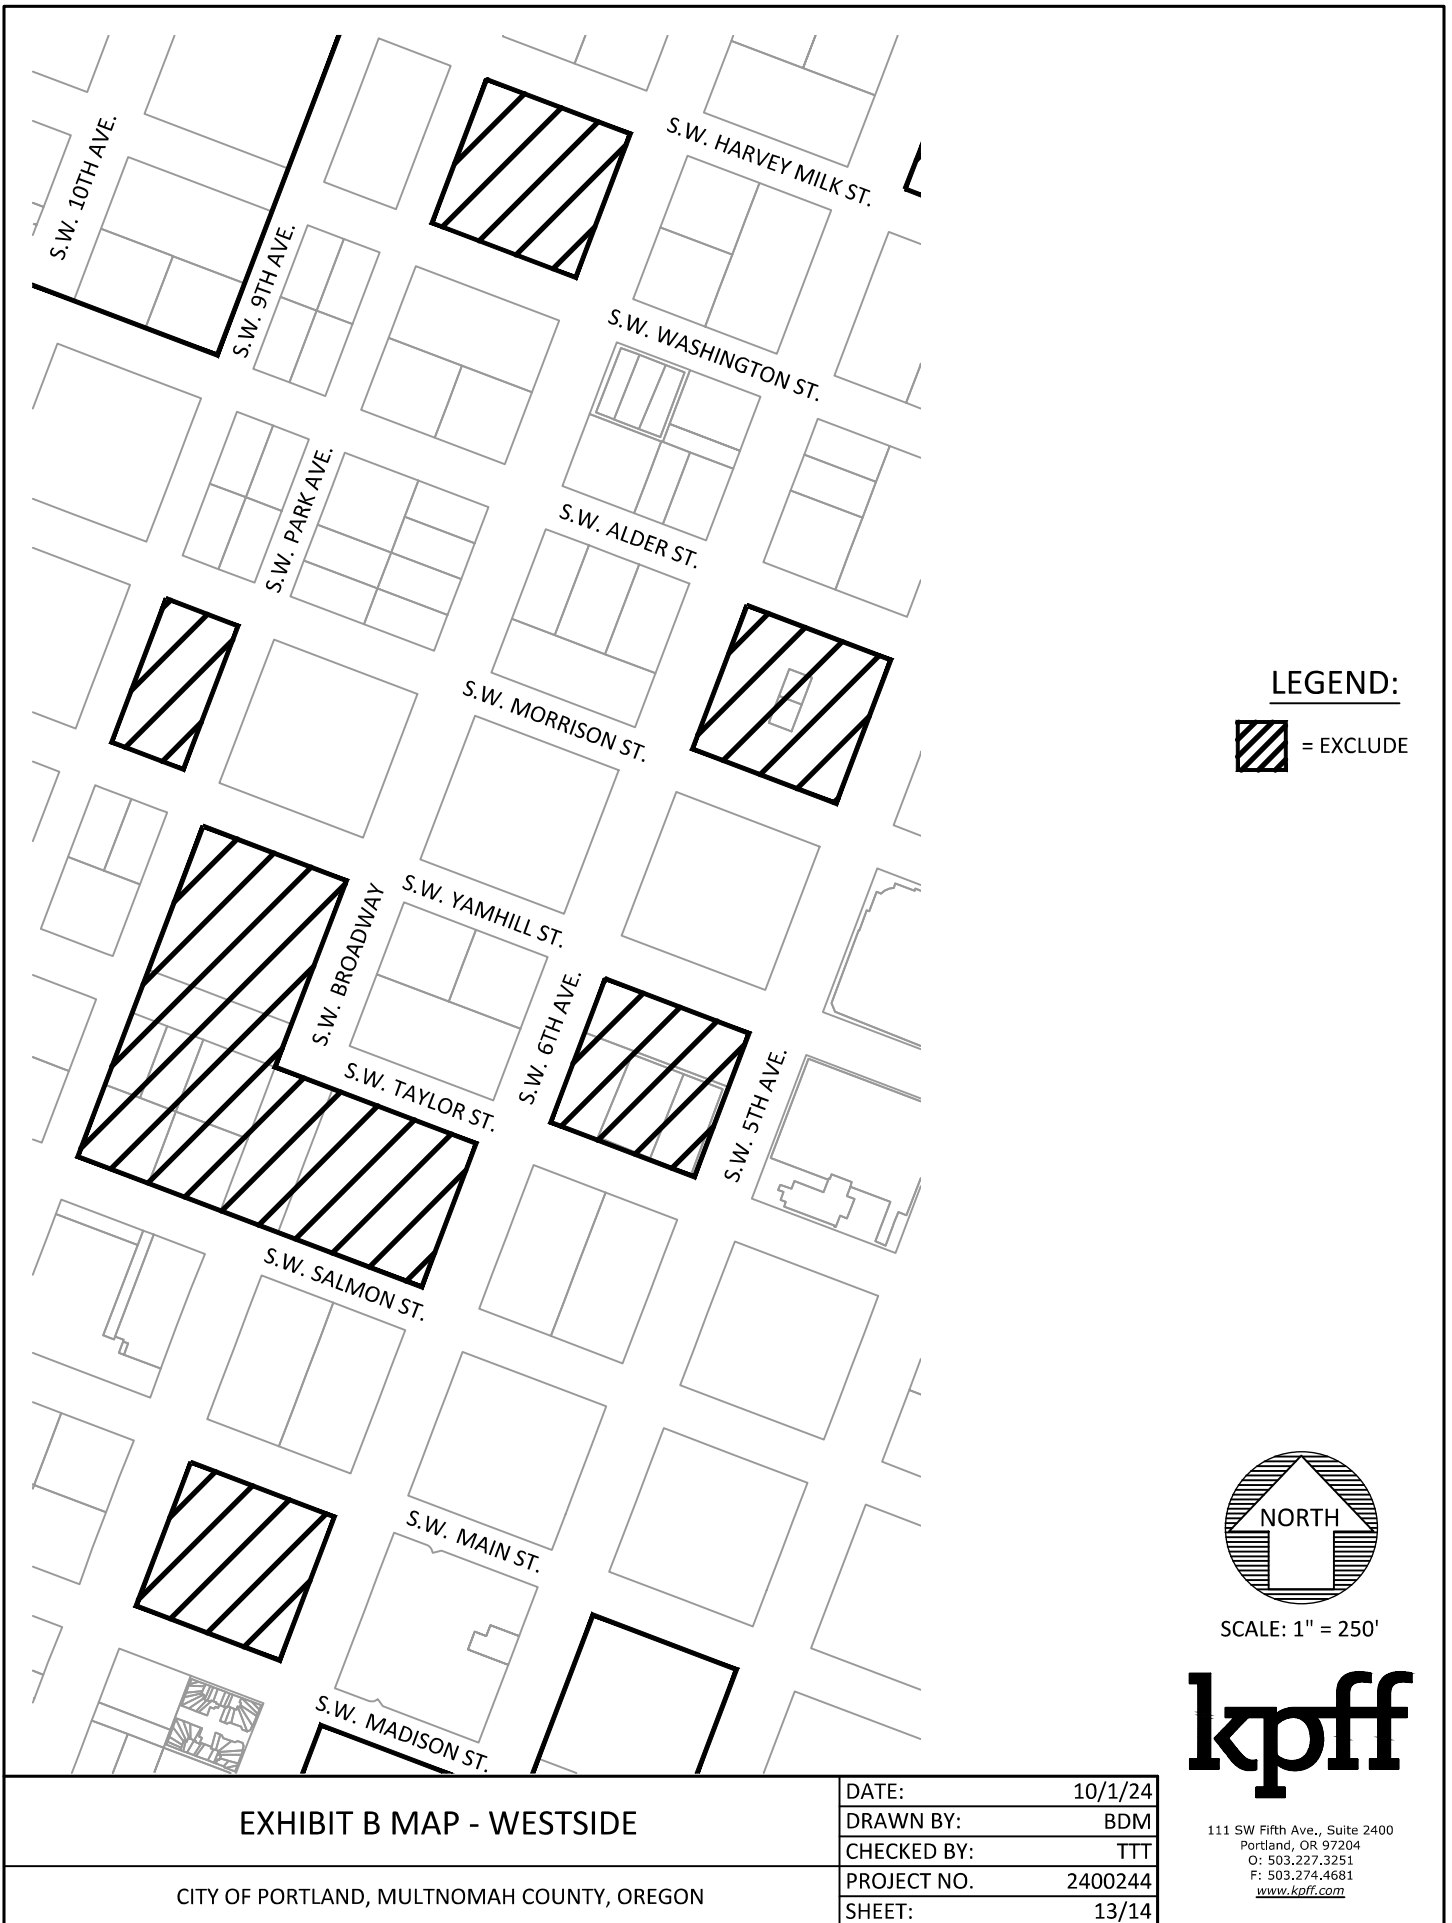 S.W. HARVEY MILK ST.
S.W. 10TH AVE.
S.W. 9TH AVE.
S.W. WASHINGTON ST.
S.W. PARK AVE.
S.W. ALDER ST.
S.W. MORRISON ST.
LEGEND:
= EXCLUDE
S.W. YAMHILL ST.
S.W. BROADWAY
S.W. 6TH AVE.
S.W. TAYLOR ST.
S.W. 5TH AVE.
S.W. SALMON ST.
NORTH
S.W. MAIN ST.
SCALE: 1" = 250'
S.W. MADISON ST.
kpff
111 SW Fifth Ave., Suite 2400
Portland, OR 97204
O: 503.227.3251
F: 503.274.4681
www.kpff.com
EXHIBIT B MAP - WESTSIDE
CITY OF PORTLAND, MULTNOMAH COUNTY, OREGON
DATE: 10/1/24
DRAWN BY: BDM
CHECKED BY: TTT
PROJECT NO. 2400244
SHEET: 13/14